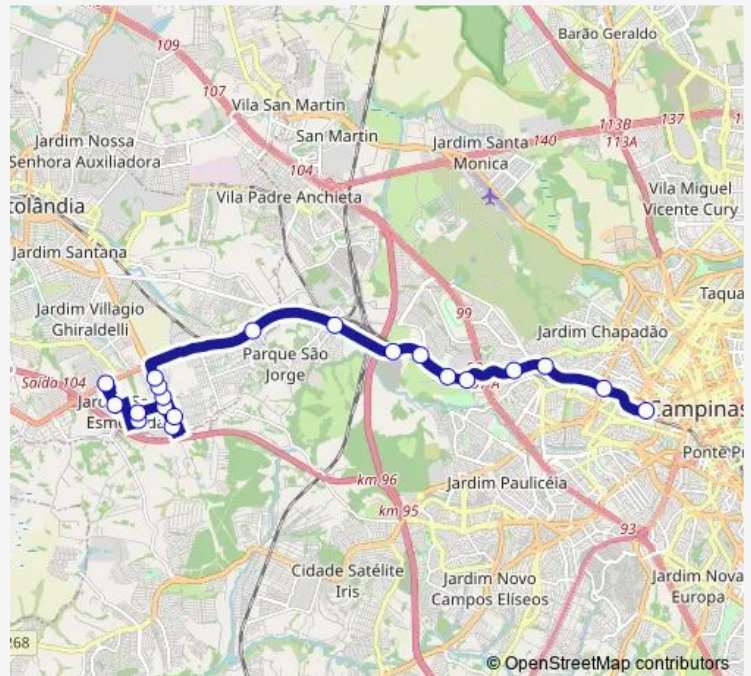 109
Barão Geraldo
107
Vila San Martin
113B
137
113A
San Martin
Jardim Santa
Monica
140
Jardim Nossa
Senhora Auxiliadora
104
Vila Padre Anchieta
Vila Miguel
Vicente Cury
tolândia
Jardim Santana
Taqua
Jardim Villagio
Ghiraldelli
99
Jardim Chapadão
Parque São
Jorge
Saída 104
Campinas
Ponte P
km 96
Jardim Paulicéia
km 95
93
Cidade Satélite
Íris
Jardim Novo
Campos Elíseos
Jardim Nova
Europa
268
© OpenStreetMap contributors